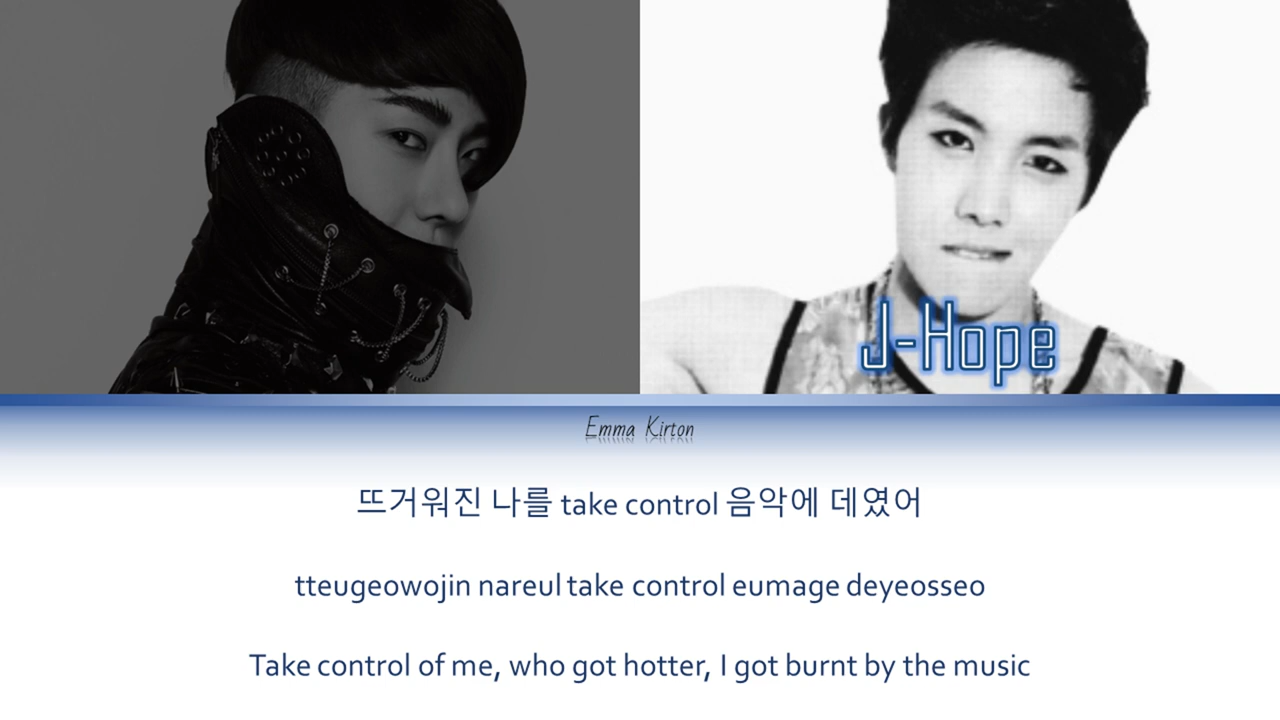 J-Hope
Emma Kirton
뜨거워진 나를 take control 음악에 데였어
tteugeowojin nareul take control eumage deyeosseo
Take control of me, who got hotter, I got burnt by the music